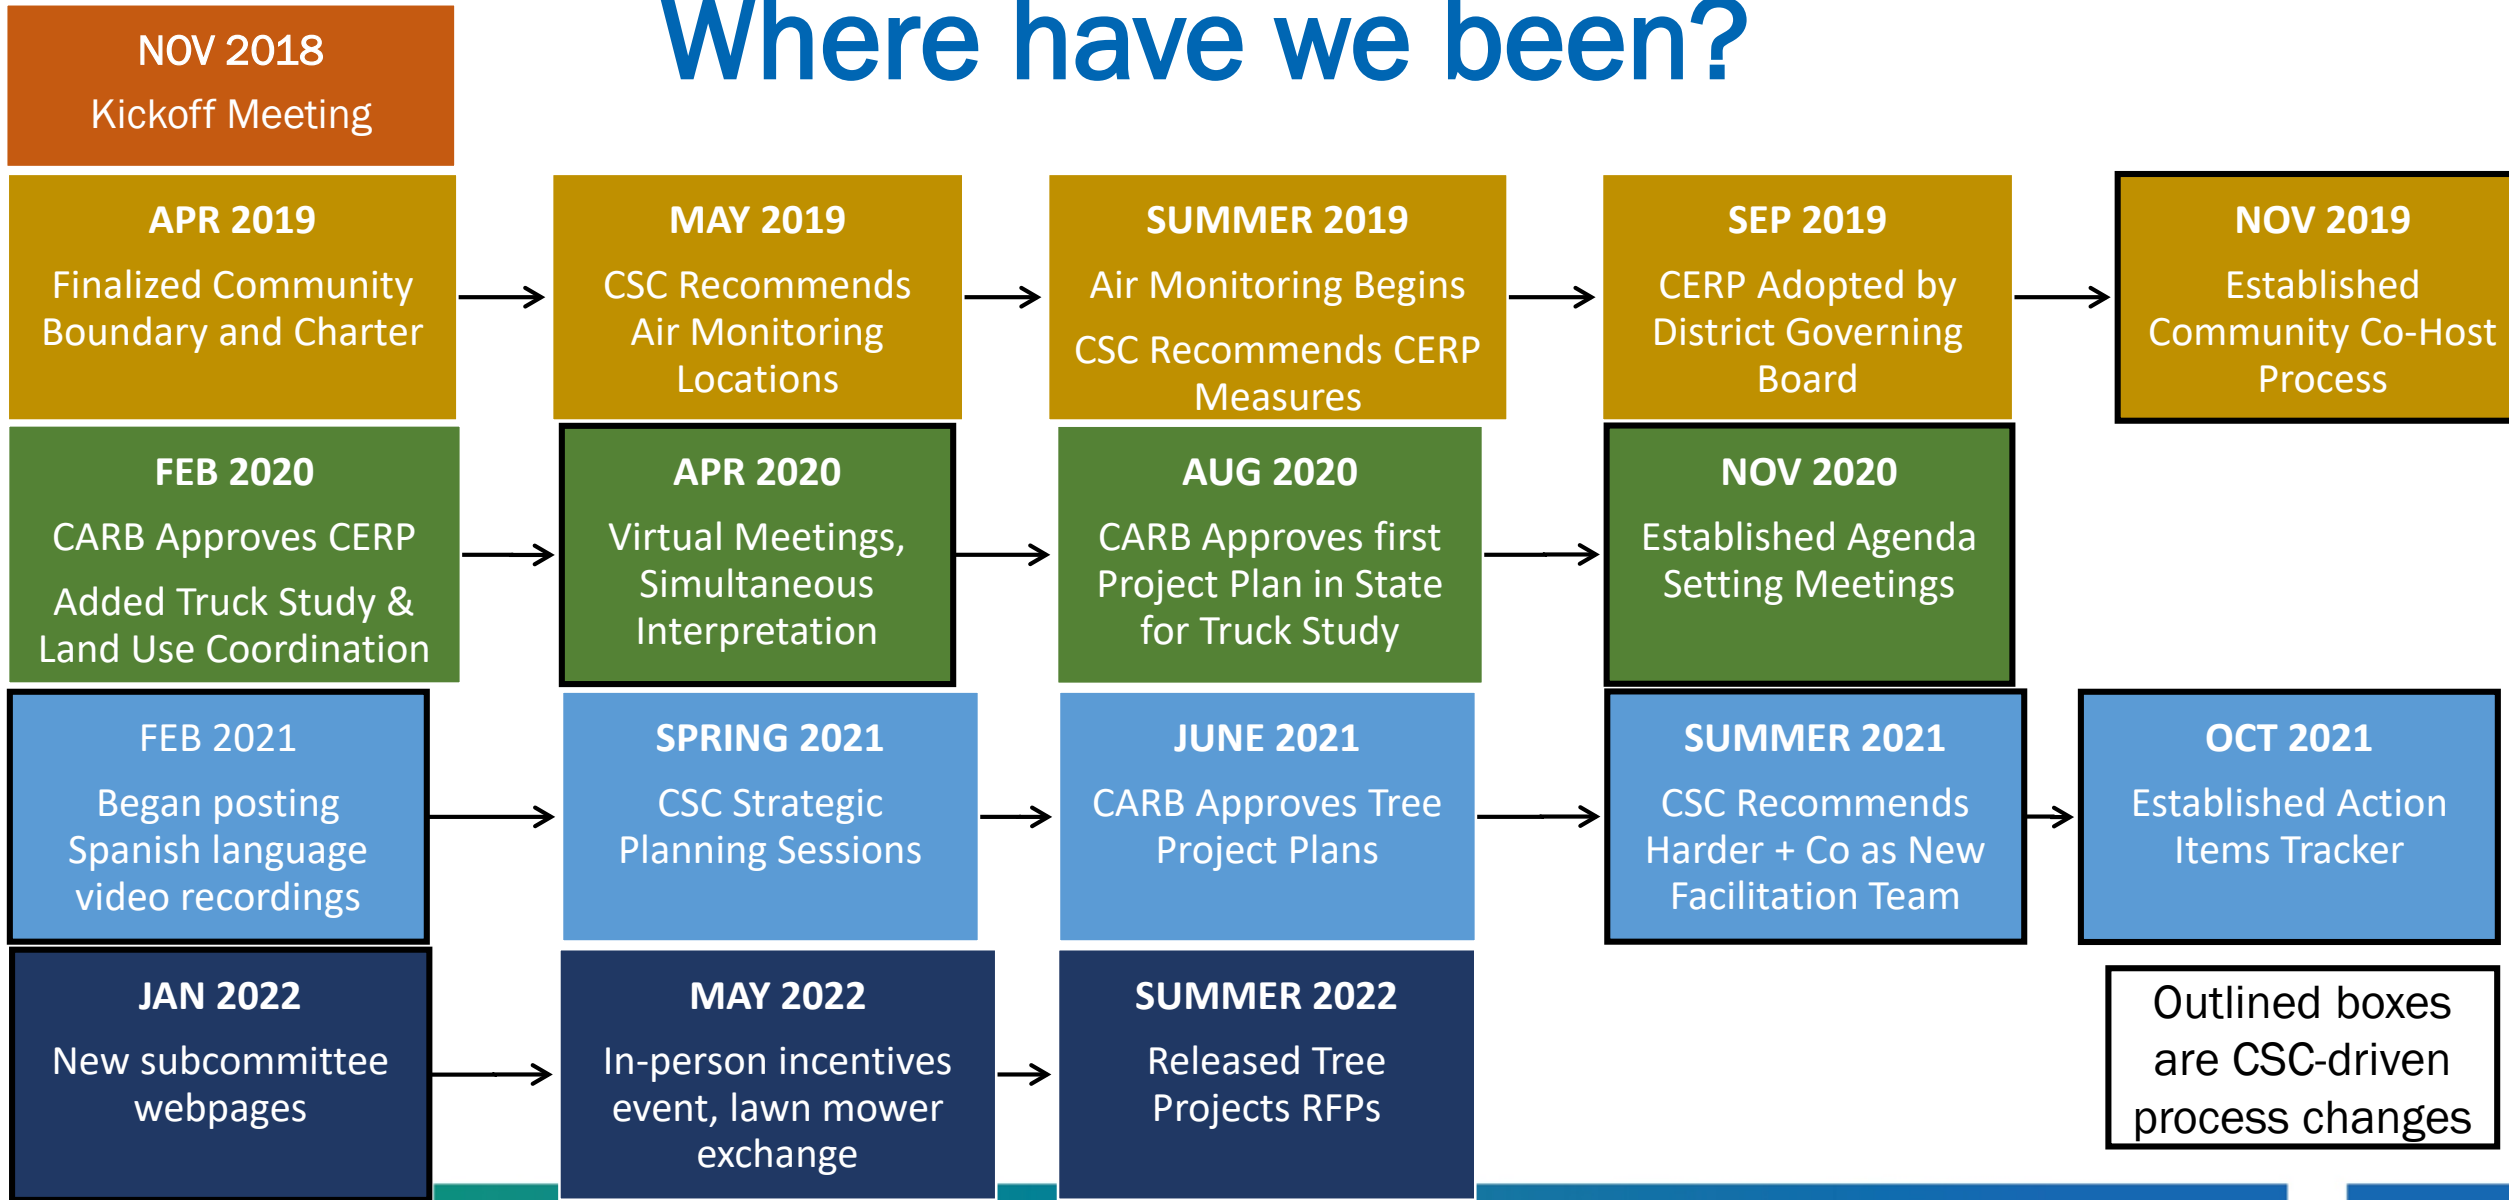 Where have we been?
NOV 2018
Kickoff Meeting
APR 2019
Finalized Community
Boundary and Charter
MAY 2019
CSC Recommends
Air Monitoring
Locations
SUMMER 2019
Air Monitoring Begins
CSC Recommends CERP
Measures
SEP 2019
CERP Adopted by
District Governing
Board
NOV 2019
Established
Community Co-Host
Process
FEB 2020
CARB Approves CERP
Added Truck Study &
Land Use Coordination
APR 2020
Virtual Meetings,
Simultaneous
Interpretation
AUG 2020
CARB Approves first
Project Plan in State
for Truck Study
NOV 2020
Established Agenda
Setting Meetings
FEB 2021
Began posting
Spanish language
video recordings
SPRING 2021
CSC Strategic
Planning Sessions
JUNE 2021
CARB Approves Tree
Project Plans
SUMMER 2021
CSC Recommends
Harder + Co as New
Facilitation Team
OCT 2021
Established Action
Items Tracker
JAN 2022
New subcommittee
webpages
MAY 2022
In-person incentives
event, lawn mower
exchange
SUMMER 2022
Released Tree
Projects RFPs
Outlined boxes
are CSC-driven
process changes